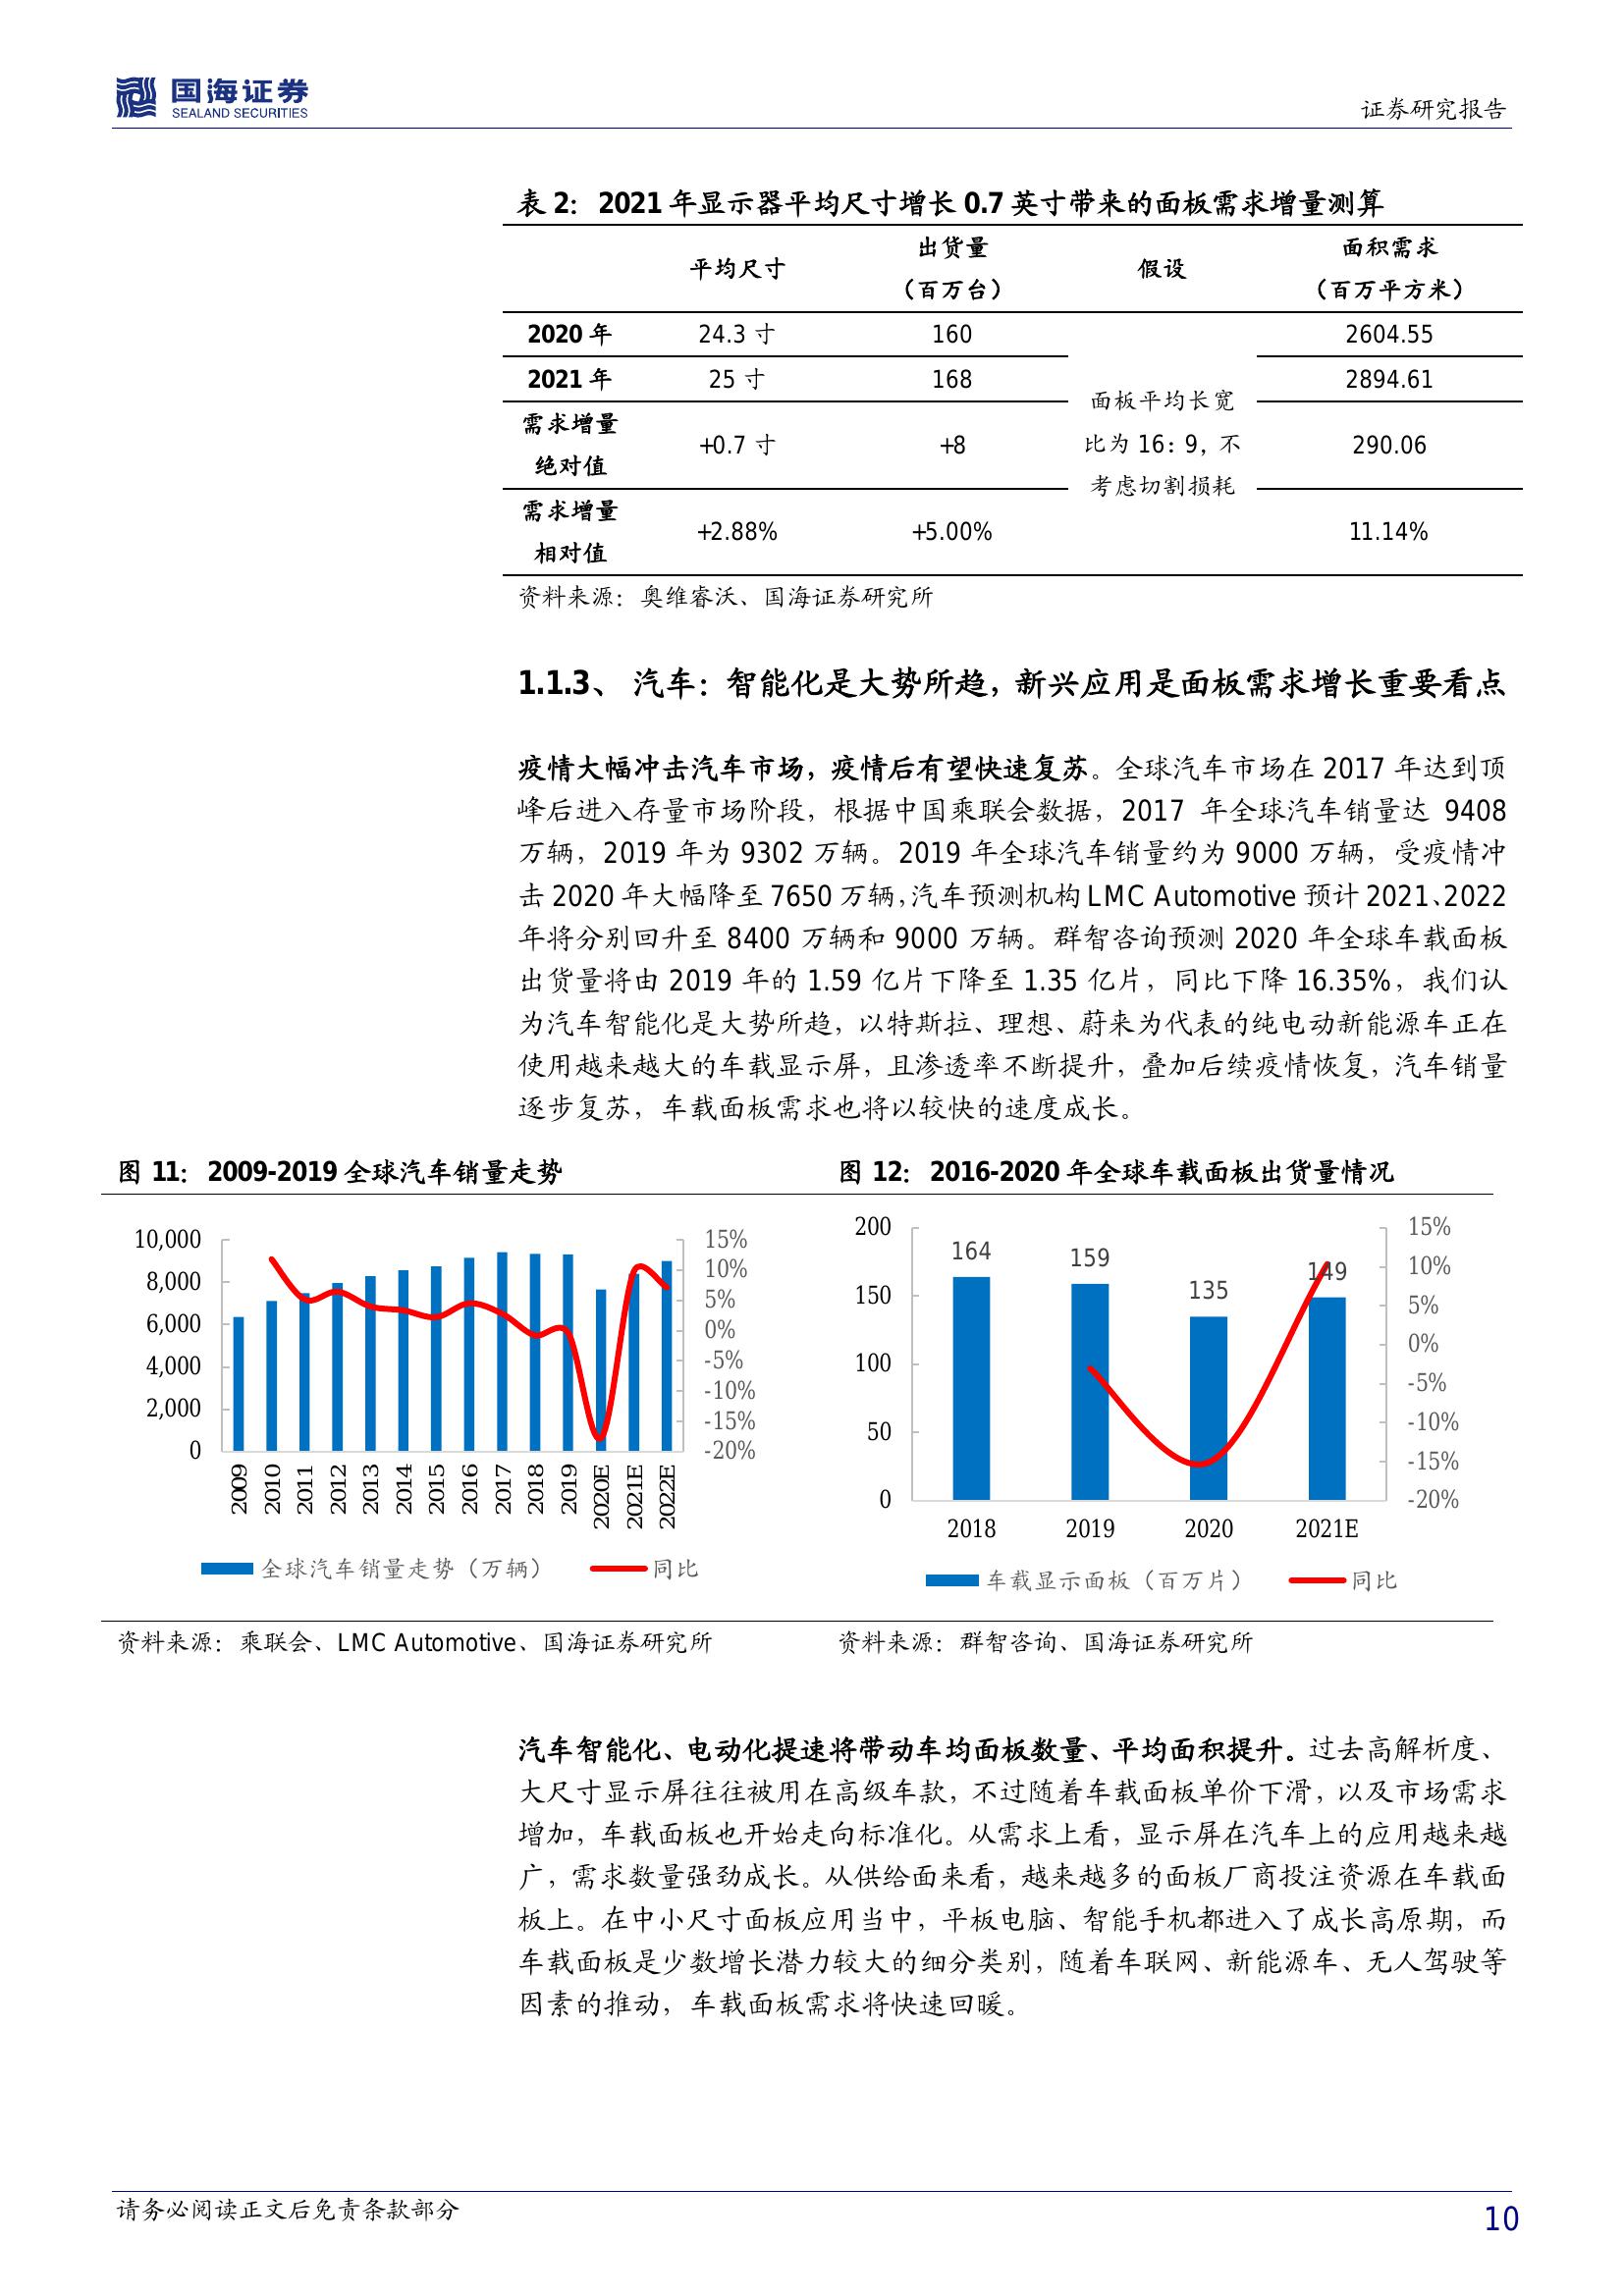 国海证券
SEALAND SECURITIES
证券研究报告
表 2： 2021 年显示器平均尺寸增长 0.7 英寸带来的面板需求增量测算
平均尺寸 出货量（百万台） 假设 面积需求（百万平方米）
2020 年 24.3 寸 160 2604.55
2021 年 25 寸 168 2894.61
面板平均长宽
比为 16：9，不
考虑切割损耗
需求增量绝对值 +0.7 寸 +8 290.06
需求增量相对值 +2.88% +5.00% 11.14%
资料来源：奥维睿沃、国海证券研究所
1.1.3、 汽车：智能化是大势所趋，新兴应用是面板需求增长重要看点
疫情大幅冲击汽车市场，疫情后有望快速复苏。全球汽车市场在 2017 年达到顶
峰后进入存量市场阶段，根据中国乘联会数据，2017 年全球汽车销量达 9408
万辆，2019 年为 9302 万辆。2019 年全球汽车销量约为 9000 万辆，受疫情冲
击 2020 年大幅降至 7650 万辆，汽车预测机构 LMC Automotive 预计 2021、2022
年将分别回升至 8400 万辆和 9000 万辆。群智咨询预测 2020 年全球车载面板
出货量将由 2019 年的 1.59 亿片下降至 1.35 亿片，同比下降 16.35%，我们认
为汽车智能化是大势所趋，以特斯拉、理想、蔚来为代表的纯电动新能源车正在
使用越来越大的车载显示屏，且渗透率不断提升，叠加后续疫情恢复，汽车销量
逐步复苏，车载面板需求也将以较快的速度成长。
图 11： 2009-2019 全球汽车销量走势
10,000
8,000
6,000
4,000
2,000
0
15%
10%
5%
0%
-5%
-10%
-15%
-20%
2009 2010 2011 2012 2013 2014 2015 2016 2017 2018 2019 2020E 2021E 2022E
全球汽车销量走势（万辆） 同比
资料来源：乘联会、LMC Automotive、国海证券研究所
图 12： 2016-2020 年全球车载面板出货量情况
200
150
100
50
0
164 159 135 149
15%
10%
5%
0%
-5%
-10%
-15%
-20%
2018 2019 2020 2021E
车载显示面板（百万片） 同比
资料来源：群智咨询、国海证券研究所
汽车智能化、电动化提速将带动车均面板数量、平均面积提升。过去高解析度、
大尺寸显示屏往往被用在高级车款，不过随着车载面板单价下滑，以及市场需求
增加，车载面板也开始走向标准化。从需求上看，显示屏在汽车上的应用越来越
广，需求数量强劲成长。从供给面来看，越来越多的面板厂商投注资源在车载面
板上。在中小尺寸面板应用当中，平板电脑、智能手机都进入了成长高原期，而
车载面板是少数增长潜力较大的细分类别，随着车联网、新能源车、无人驾驶等
因素的推动，车载面板需求将快速回暖。
请务必阅读正文后免责条款部分
10